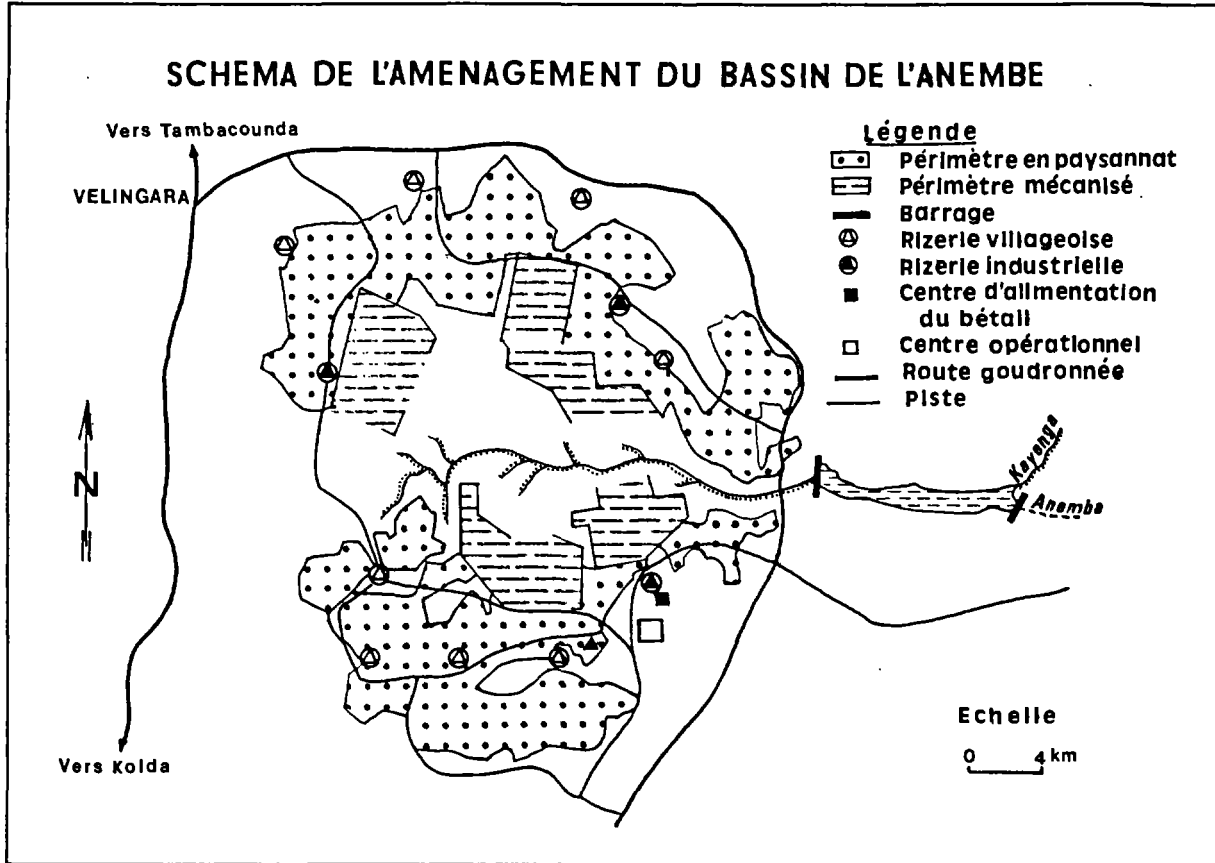 SCHEMA DE L'AMENAGEMENT DU BASSIN DE L'ANEMBE
Vers Tambacounda
VELINGARA
Légende
Périmètre en paysannat
Périmètre mécanisé
Barrage
Rizerie villageoise
Rizerie industrielle
Centre d'alimentation
du bétail
Centre opérationnel
Route goudronnée
Piste
N
Kayanga
Anamba
Vers Kolda
Echelle
0 4 km